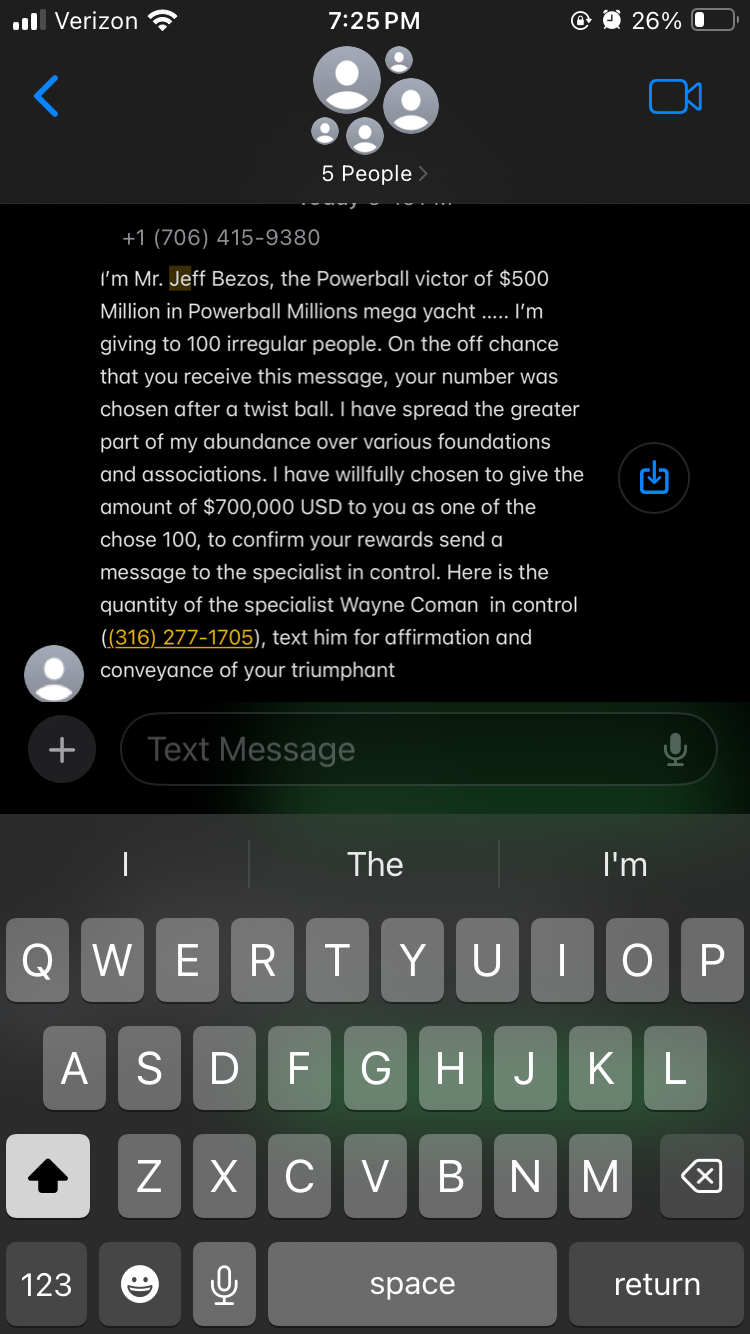 Verizon 7:25PM 26%
5 People
+1 (706) 415-9380
I'm Mr. Jeff Bezos, the Powerball victor of $500
Million in Powerball Millions mega yacht ..... I'm
giving to 100 irregular people. On the off chance
that you receive this message, your number was
chosen after a twist ball. I have spread the greater
part of my abundance over various foundations
and associations. I have willfully chosen to give the
amount of $700,000 USD to you as one of the
chose 100, to confirm your rewards send a
message to the specialist in control. Here is the
quantity of the specialist Wayne Coman  in control
((316) 277-1705), text him for affirmation and
conveyance of your triumphant
Text Message
I The I'm
Q W E R T Y U I O P
A S D F G H J K L
Z X C V B N M
123 space return